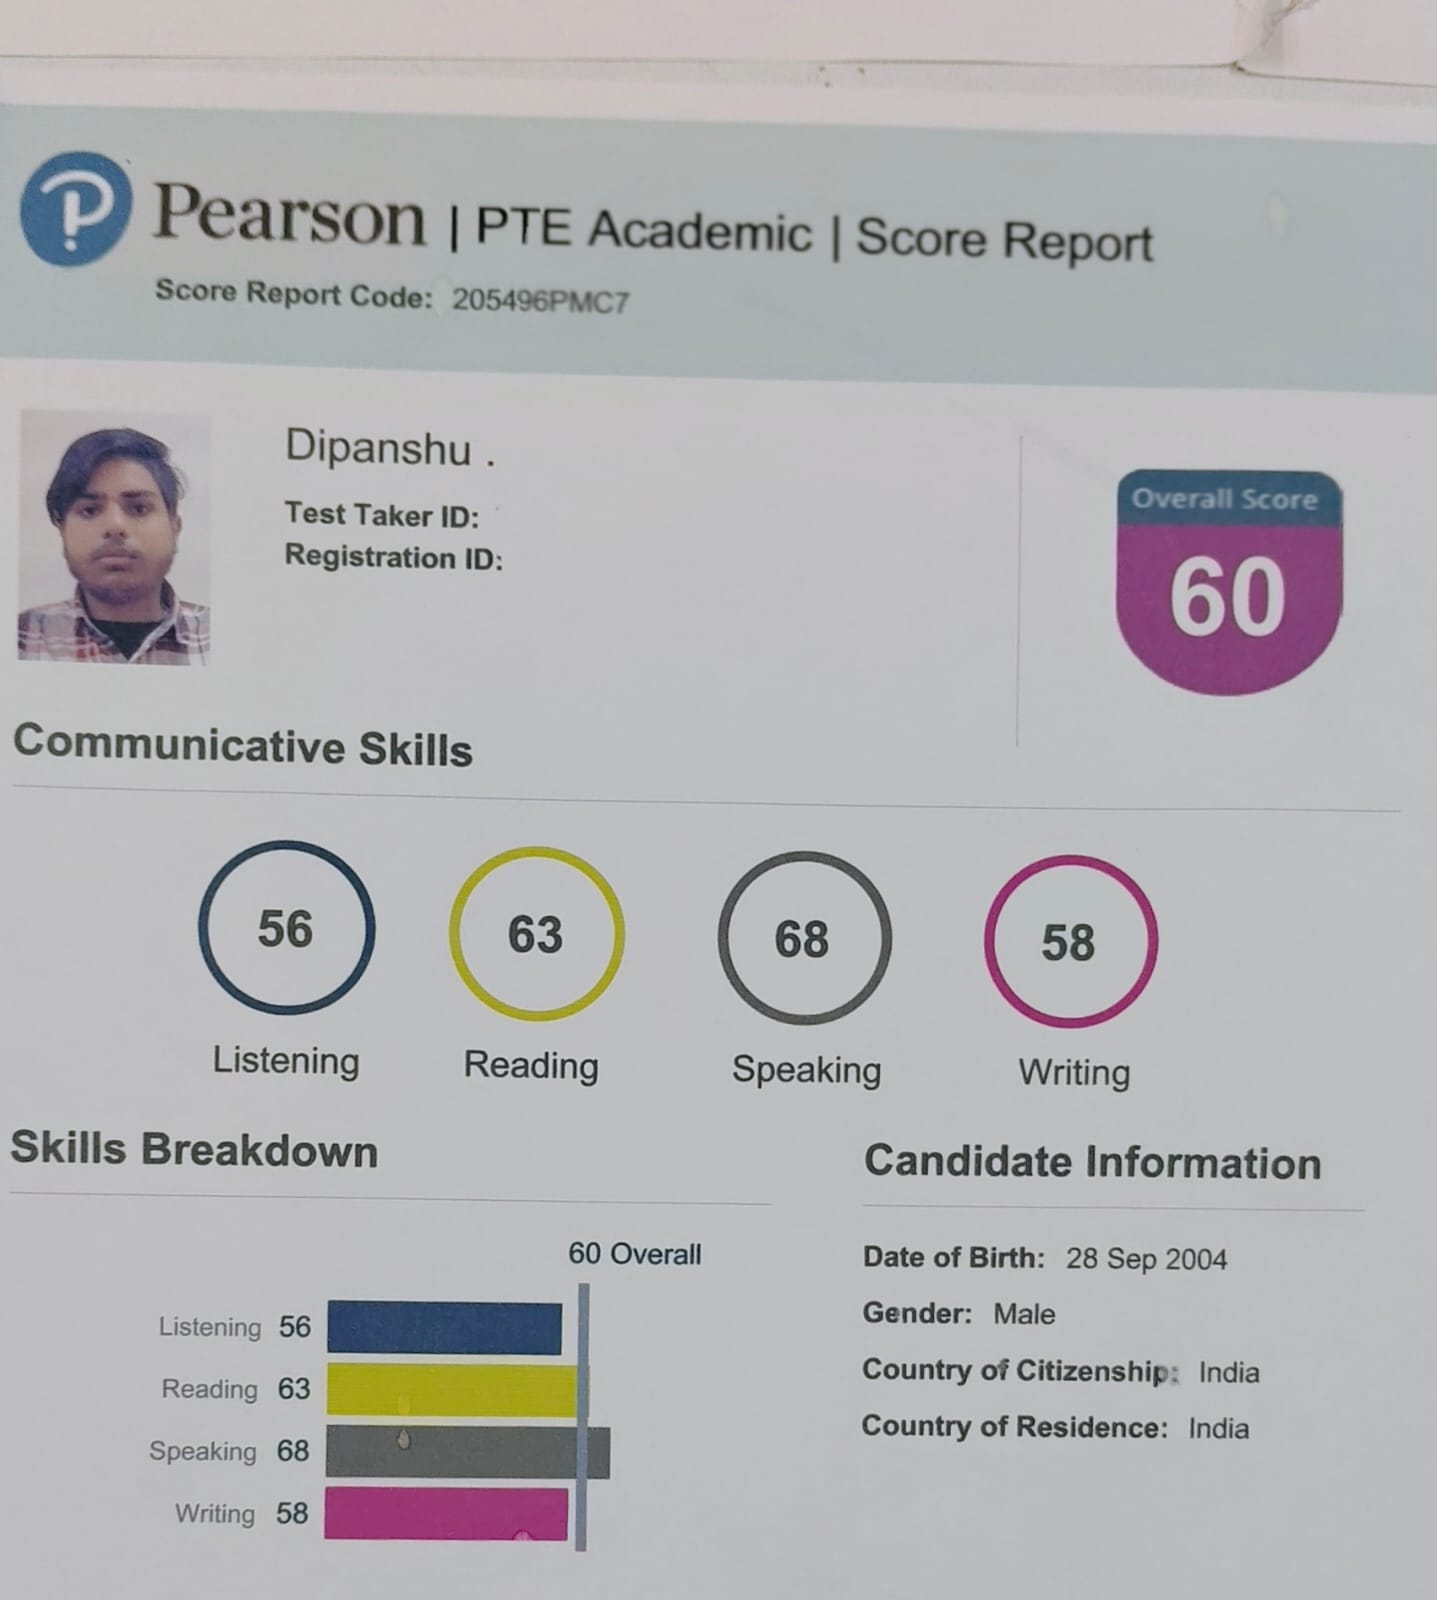 Pearson | PTE Academic | Score Report
Score Report Code: 205496PMC7
Dipanshu .
Test Taker ID:
Registration ID:
Overall Score
60
Communicative Skills
56
63
68
58
Listening
Reading
Speaking
Writing
Skills Breakdown
60 Overall
Listening 56
Reading 63
Speaking 68
Writing 58
Candidate Information
Date of Birth: 28 Sep 2004
Gender: Male
Country of Citizenship: India
Country of Residence: India